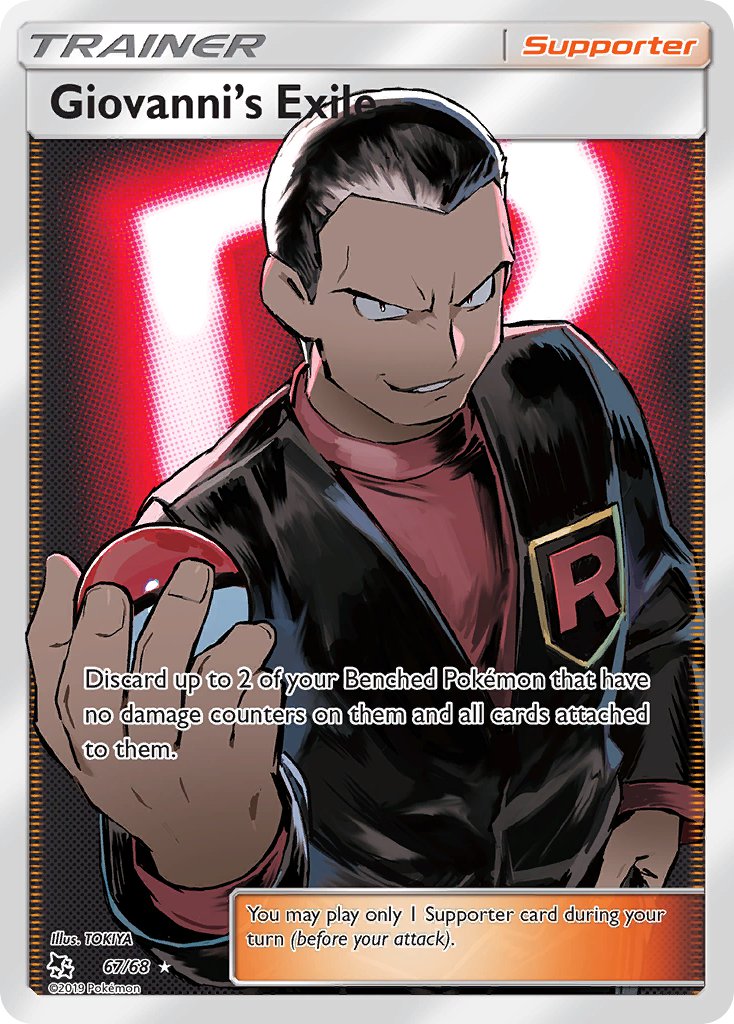 TRAINER
Supporter
Giovanni's Exile
R
R
Discard up to 2 of your Benched Pokémon that have
no damage counters on them and all cards attached
to them.
You may play only 1 Supporter card during your
turn (before your attack).
Illus. TOKIYA
67/68
©2019 Pokémon